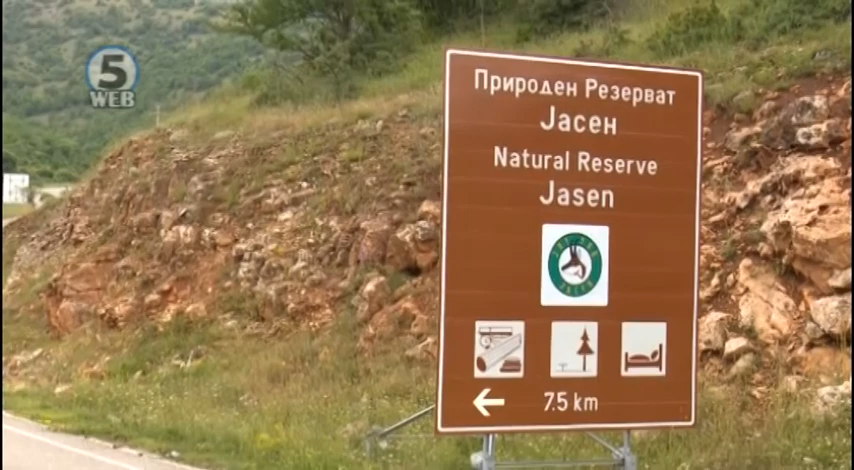 5
WEB
Природен Резерват
Јасен
Natural Reserve
Jasen
7.5 km